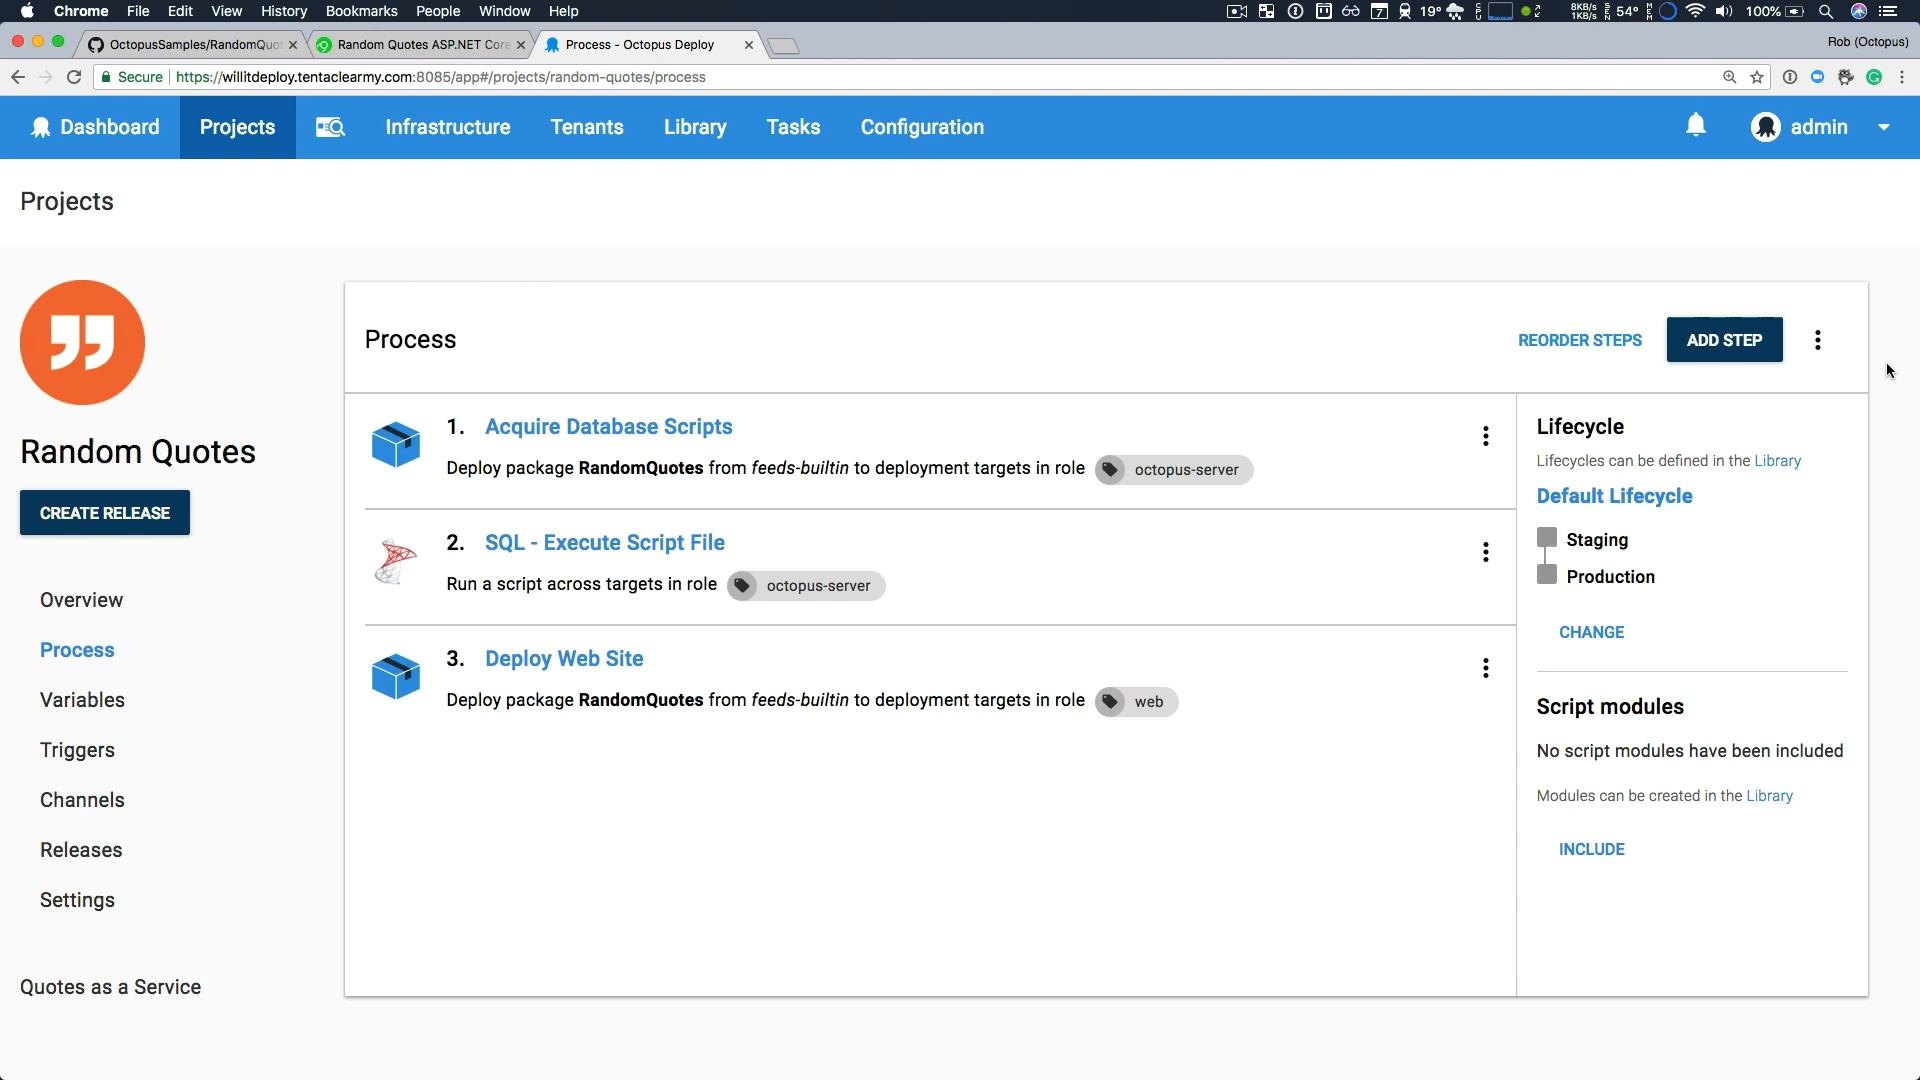 Chrome File Edit View History Bookmarks People Window Help 8KB/s 1KB/s 19° 54° 100%
OctopusSamples/RandomQuo Random Quotes ASP.NET Core Process - Octopus Deploy Rob (Octopus)
Secure https://willitdeploy.tentaclearmy.com:8085/app#/projects/random-quotes/process
Dashboard Projects Infrastructure Tenants Library Tasks Configuration admin
Projects
Random Quotes
CREATE RELEASE
Overview
Process
Variables
Triggers
Channels
Releases
Settings
Quotes as a Service
Process REORDER STEPS ADD STEP
1. Acquire Database Scripts
Deploy package RandomQuotes from feeds-builtin to deployment targets in role octopus-server
2. SQL - Execute Script File
Run a script across targets in role octopus-server
3. Deploy Web Site
Deploy package RandomQuotes from feeds-builtin to deployment targets in role web
Lifecycle
Lifecycles can be defined in the Library
Default Lifecycle
Staging
Production
CHANGE
Script modules
No script modules have been included
Modules can be created in the Library
INCLUDE